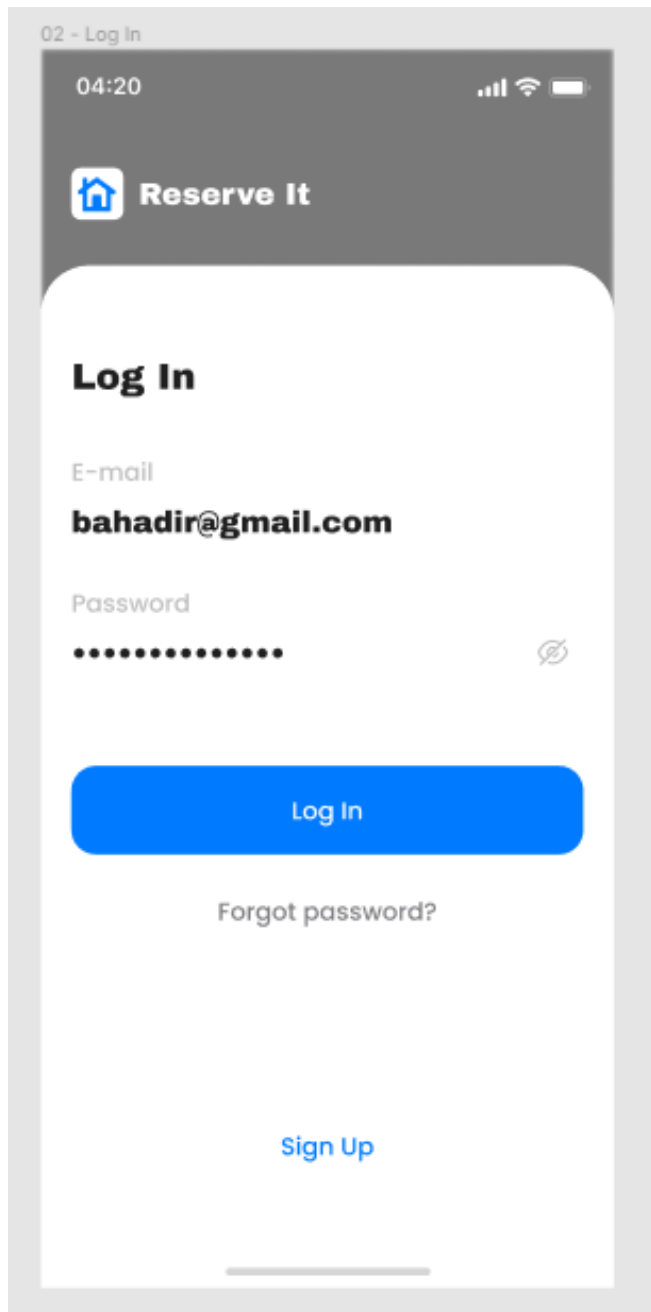 02 - Log In
04:20
Reserve It
Log In
E-mail
bahadir@gmail.com
Password
••••••••••••••
Log In
Forgot password?
Sign Up